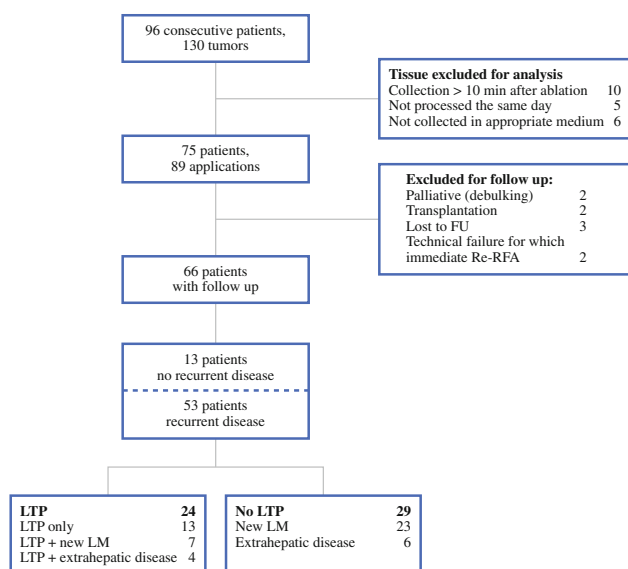 96 consecutive patients,
130 tumors
Tissue excluded for analysis
Collection > 10 min after ablation 10
Not processed the same day 5
Not collected in appropriate medium 6
75 patients,
89 applications
Excluded for follow up:
Palliative (debulking) 2
Transplantation 2
Lost to FU 3
Technical failure for which
immediate Re-RFA 2
66 patients
with follow up
13 patients
no recurrent disease
53 patients
recurrent disease
LTP 24
LTP only 13
LTP + new LM 7
LTP + extrahepatic disease 4
No LTP 29
New LM 23
Extrahepatic disease 6